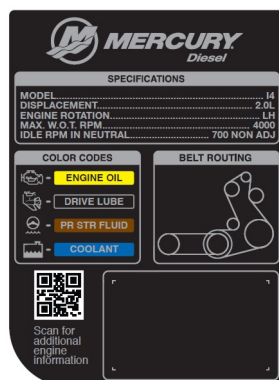 MERCURY
Diesel
SPECIFICATIONS
MODEL.......................................................... I4
DISPLACEMENT.......................................... 2.0L
ENGINE ROTATION....................................... LH
MAX. W.O.T. RPM........................................ 4000
IDLE RPM IN NEUTRAL................... 700 NON ADJ
COLOR CODES
- ENGINE OIL
- DRIVE LUBE
- PR STR FLUID
- COOLANT
BELT ROUTING
Scan for
additional
engine
information